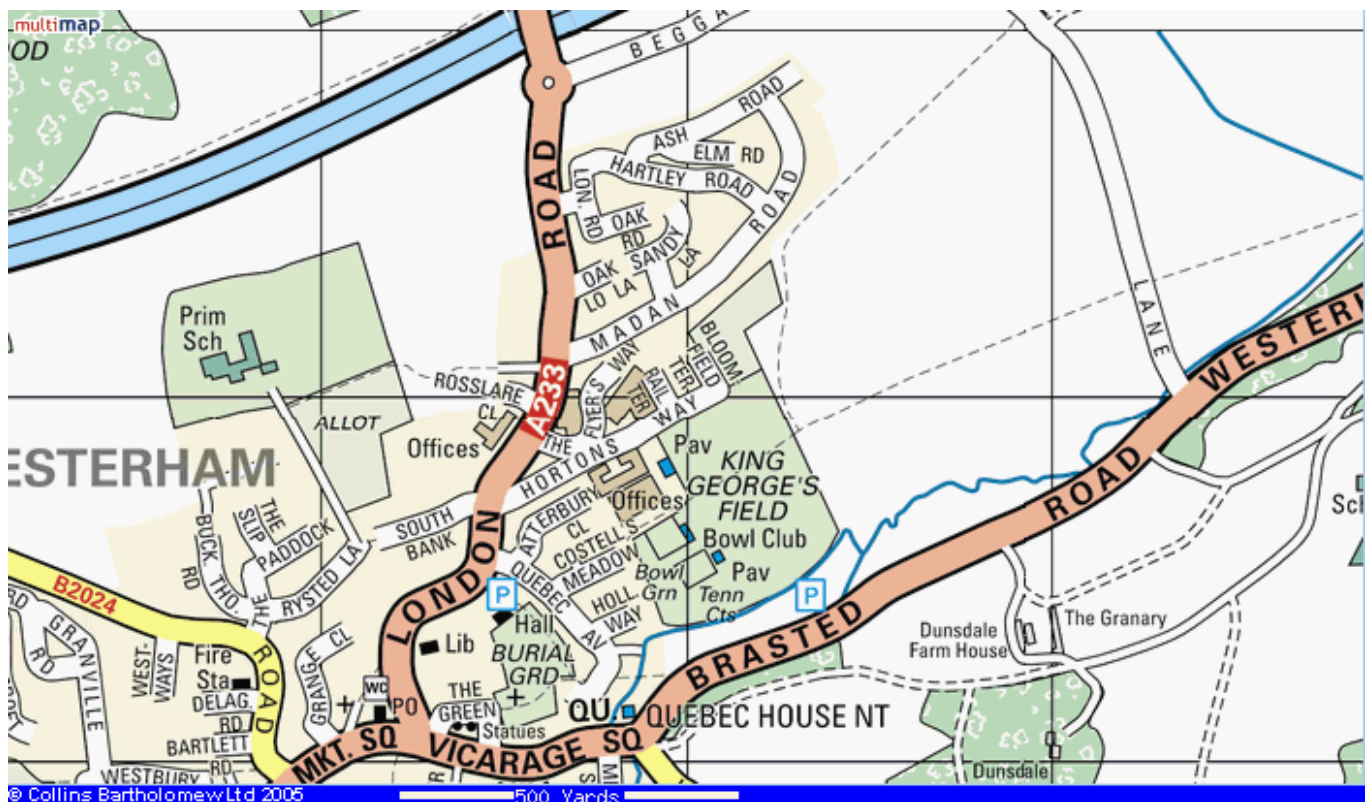 multimap
OD
BEGGA
ROAD
ASH ROAD
ELM RD
HARTLEY ROAD
LON. RD
OAK RD
ROAD
SANDY LA
OAK LO LA
MADAN
LANE
Prim
Sch
ROSSLARE CL
A233
THE FLYER'S WAY
RAIL TER
TER
BLOOMFIELD
WESTERH
ALLOT
Offices
HORTONS WAY
Pav
KING
GEORGE'S
FIELD
ESTERHAM
Offices
Bowl Club
Pav
Bowl
Grn
Tenn
Cts
THE SLIP
PADDOCK
BUCK. THO. RD
THE
RYSTED LA
SOUTH
BANK
ATTERBURY CL
COSTELL'S
MEADOW
QUEBEC AV
HOLL
WAY
LONDON
P
P
BRASTED ROAD
Sc
B2024
RD
GRANVILLE
WEST-
WAYS
Fire
Sta
DELAG.
RD
BARTLETT
RD
WESTBURY
ROAD
GRANGE CL
Lib
Hall
BURIAL
GRD
WC
PO
THE
GREEN
Statues
QU
QUEBEC HOUSE NT
MKT. SQ
VICARAGE SQ
Dunsdale
Farm House
The Granary
Dunsdale
© Collins Bartholomew Ltd 2005
500 Yards